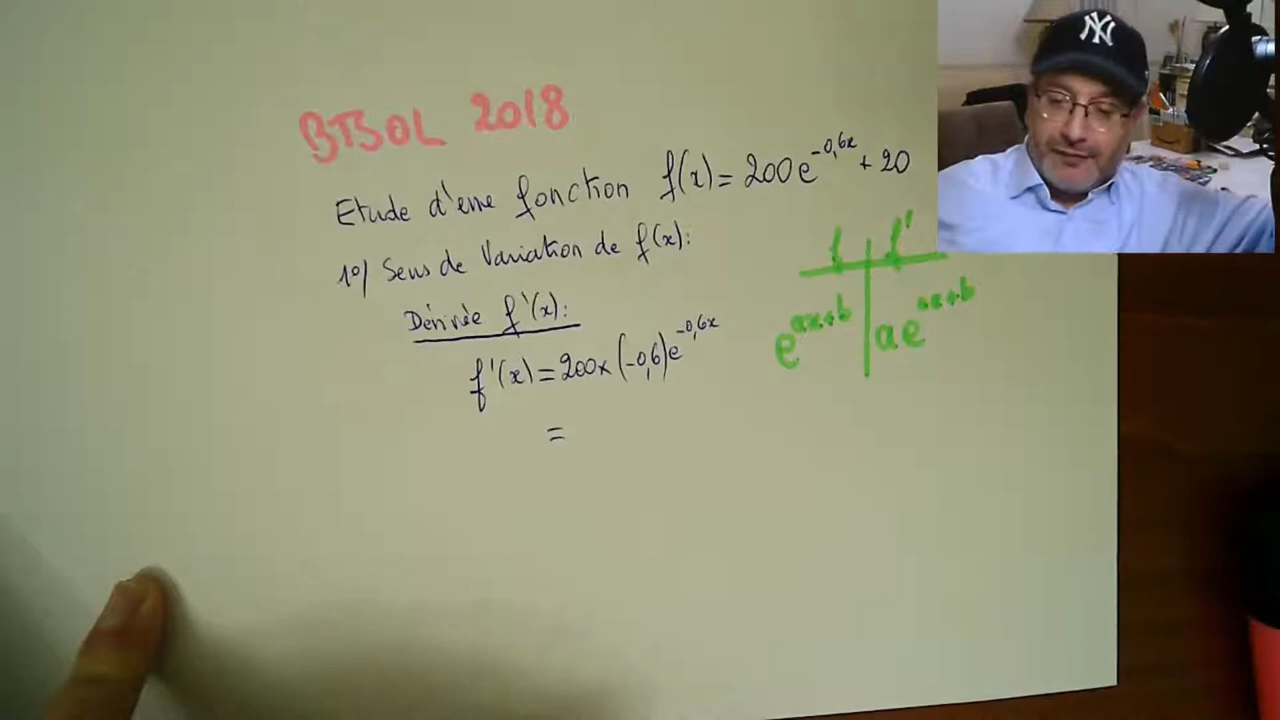 BTSOL 2018
Etude d'une fonction f(x) = 200e^{-0,6x} + 20
1°/ Sens de Variation de f(x):
Dérivée f'(x):
f'(x) = 200x (-0,6)e^{-0,6x}
=
f | f'
e^{ax+b} | ae^{ax+b}
NY